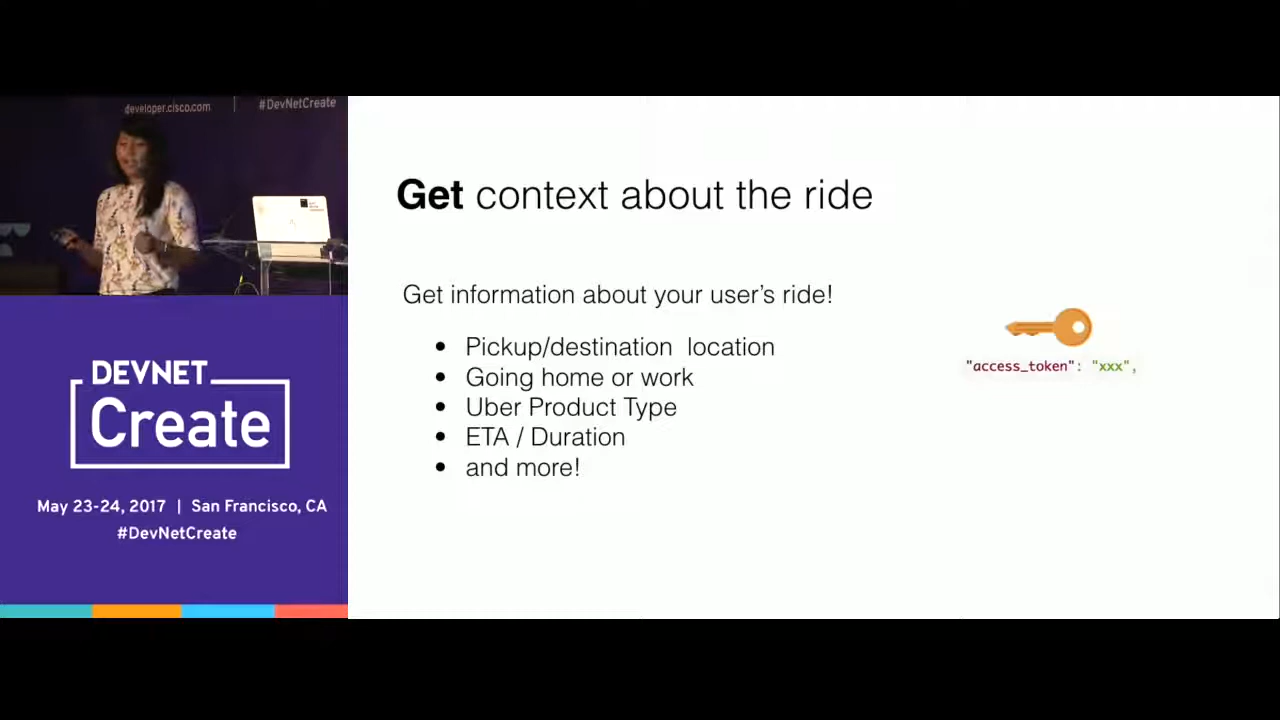 developer.cisco.com | #DevNetCreate
DEVNET
Create
May 23-24, 2017 | San Francisco, CA
#DevNetCreate
Get context about the ride
Get information about your user’s ride!
• Pickup/destination location
• Going home or work
• Uber Product Type
• ETA / Duration
• and more!
"access_token": "xxx",